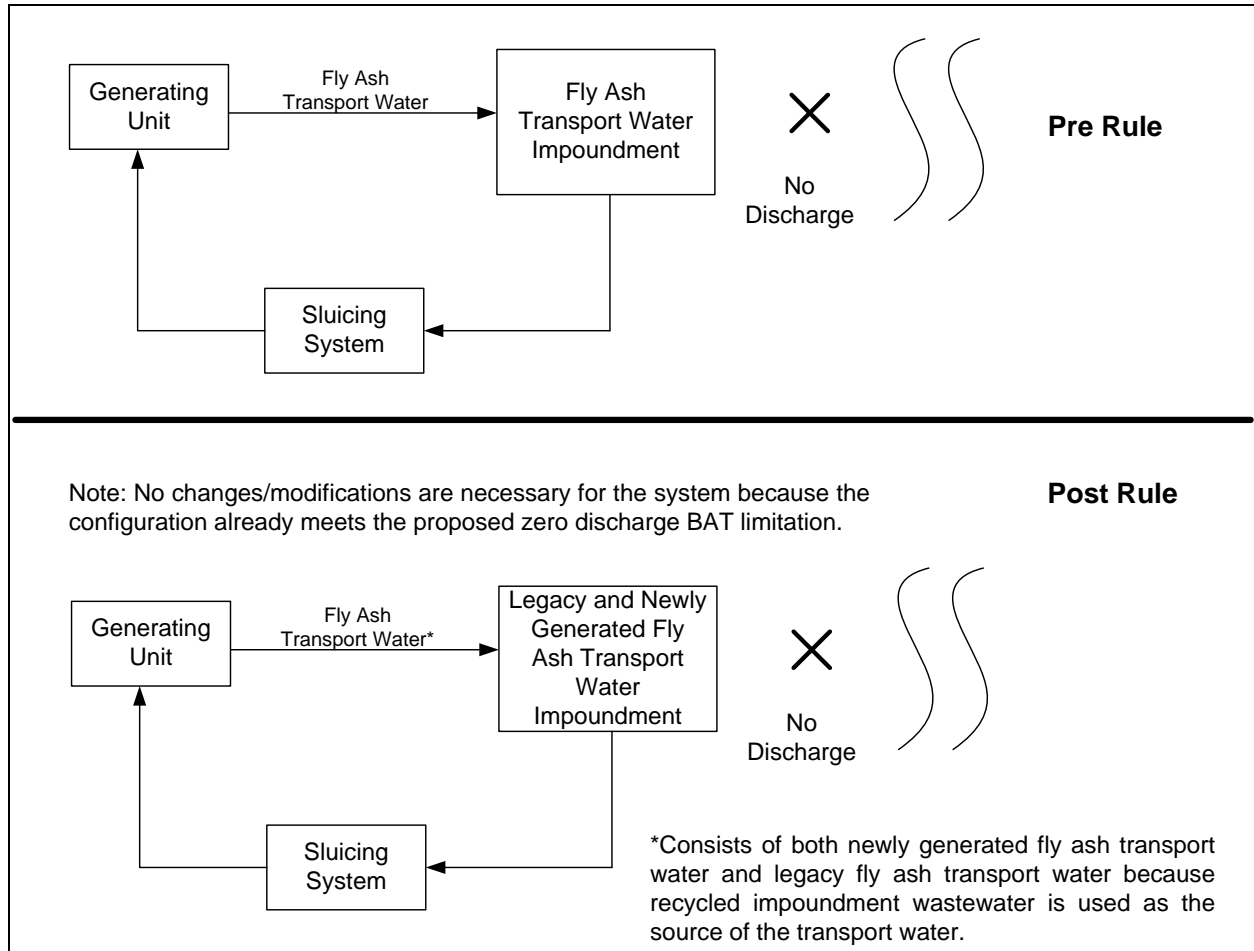 Generating
Unit
Fly Ash
Transport Water
Fly Ash
Transport Water
Impoundment
No
Discharge
Pre Rule
Sluicing
System
Note: No changes/modifications are necessary for the system because the
configuration already meets the proposed zero discharge BAT limitation.
Post Rule
Generating
Unit
Fly Ash
Transport Water*
Legacy and Newly
Generated Fly
Ash Transport
Water
Impoundment
No
Discharge
Sluicing
System
*Consists of both newly generated fly ash transport
water and legacy fly ash transport water because
recycled impoundment wastewater is used as the
source of the transport water.